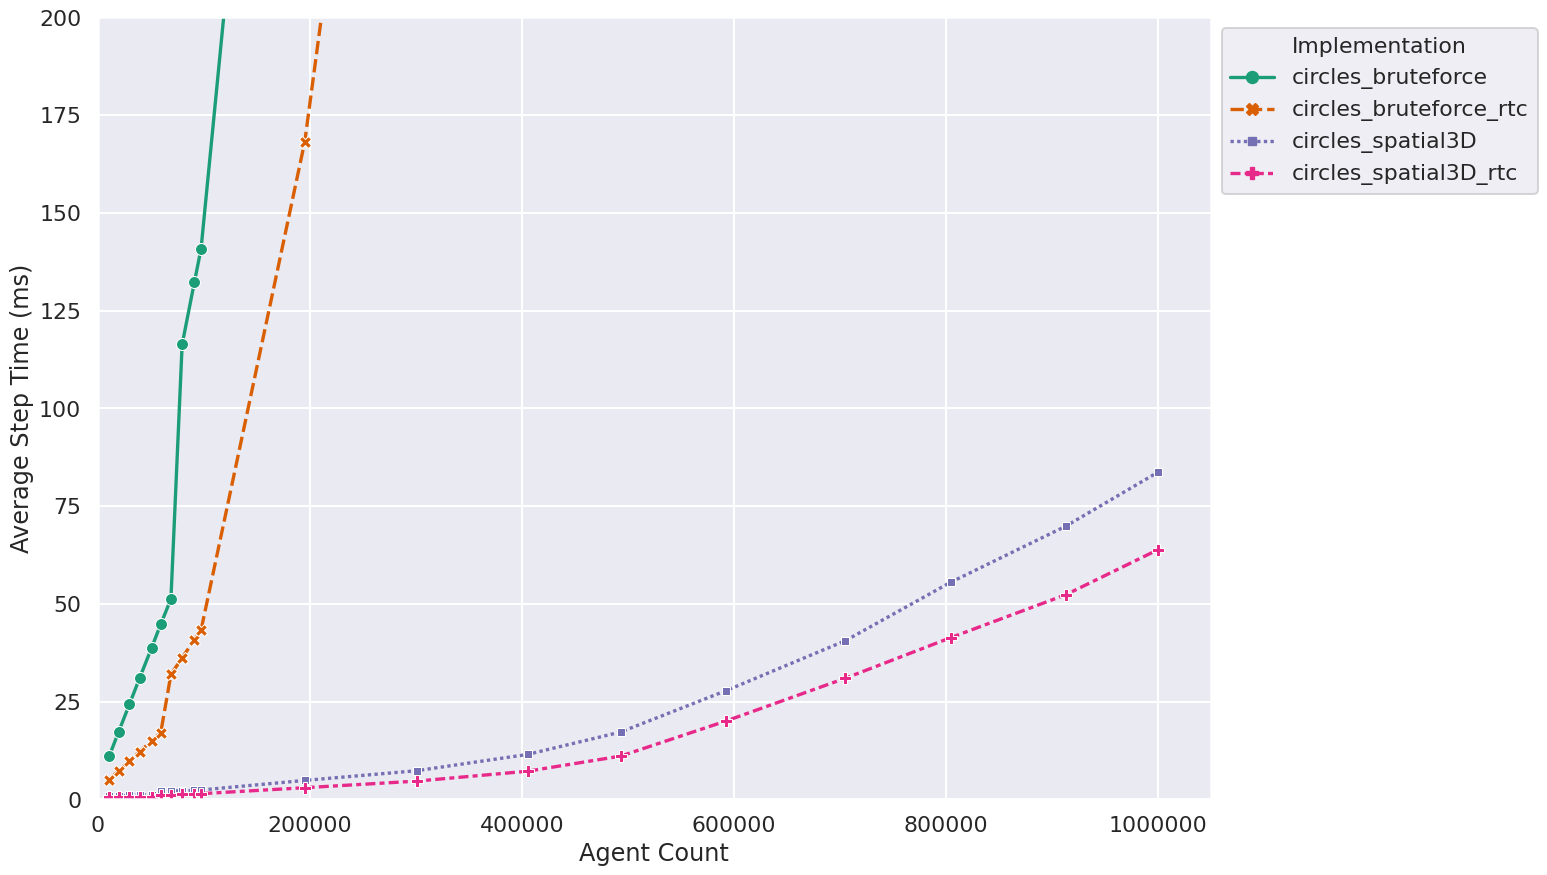 200
175
150
125
100
75
50
25
0
Average Step Time (ms)
0
200000
400000
600000
800000
1000000
Agent Count
Implementation
circles_bruteforce
circles_bruteforce_rtc
circles_spatial3D
circles_spatial3D_rtc